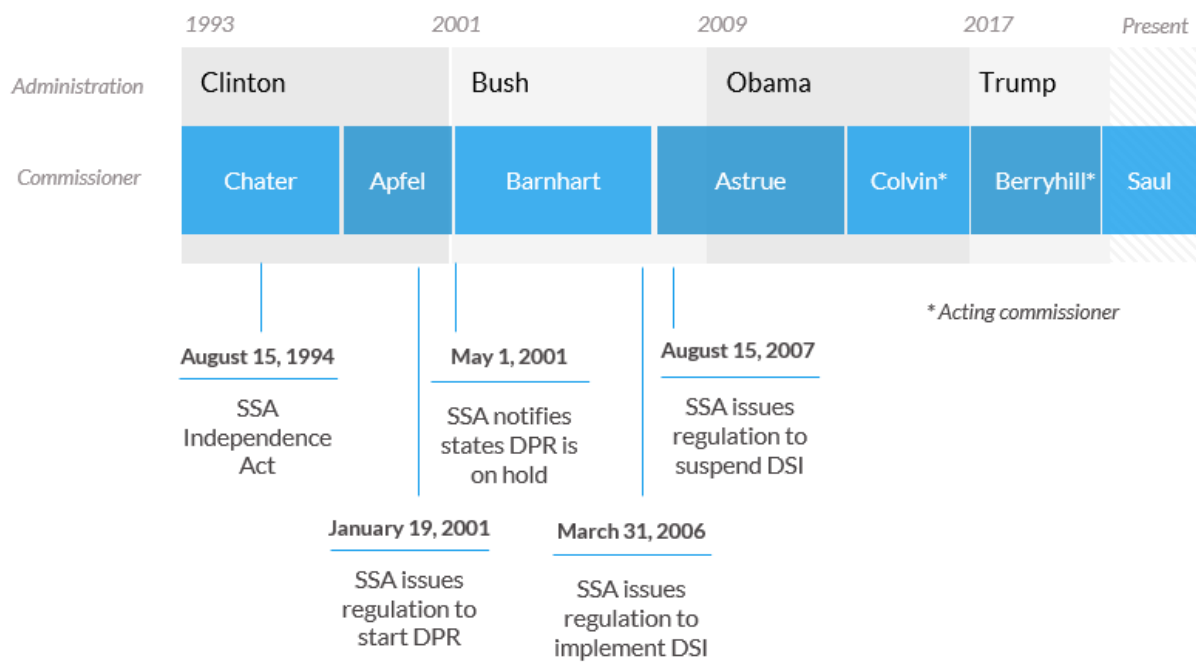 1993
2001
2009
2017
Present
Administration
Clinton
Bush
Obama
Trump
Commissioner
Chater
Apfel
Barnhart
Astrue
Colvin*
Berryhill*
Saul
* Acting commissioner
August 15, 1994
SSA
Independence
Act
January 19, 2001
SSA issues
regulation to
start DPR
May 1, 2001
SSA notifies
states DPR is
on hold
March 31, 2006
SSA issues
regulation to
implement DSI
August 15, 2007
SSA issues
regulation to
suspend DSI